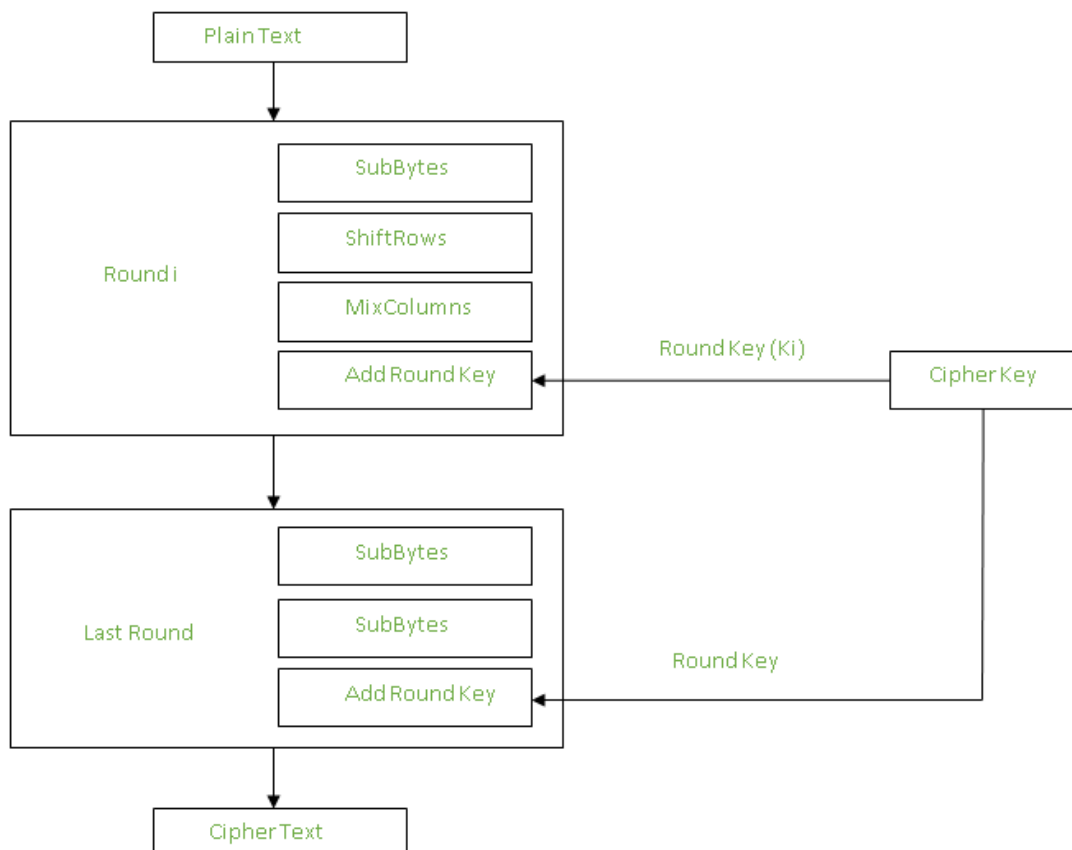 Plain Text
SubBytes
ShiftRows
Round i
MixColumns
Round Key (Ki)
Add Round Key
Cipher Key
SubBytes
SubBytes
Last Round
Round Key
Add Round Key
Cipher Text